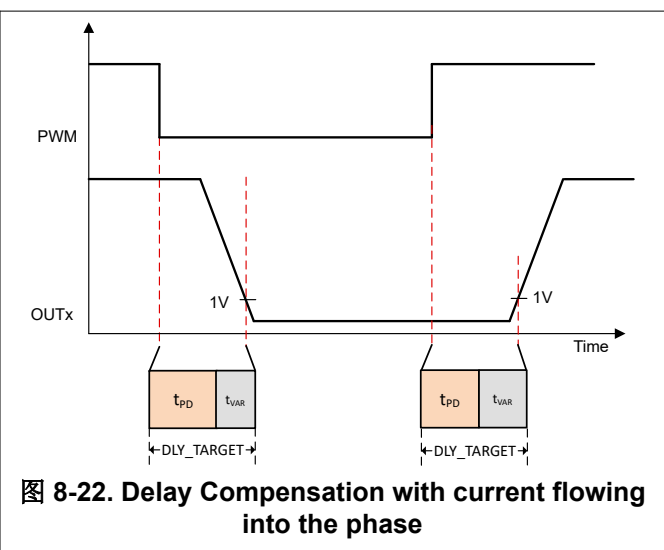 PWM
1V
1V
OUTx
Time
tPD
tVAR
tPD
tVAR
DLY_TARGET
DLY_TARGET
图 8-22. Delay Compensation with current flowing
into the phase